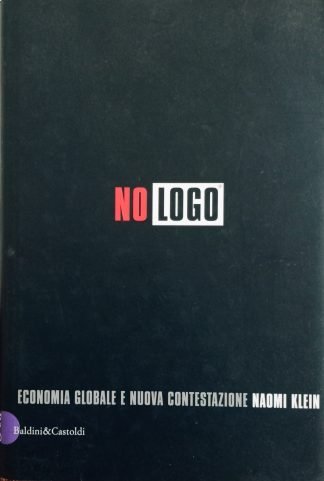 NO LOGO
ECONOMIA GLOBALE E NUOVA CONTESTAZIONE NAOMI KLEIN
Baldini&Castoldi